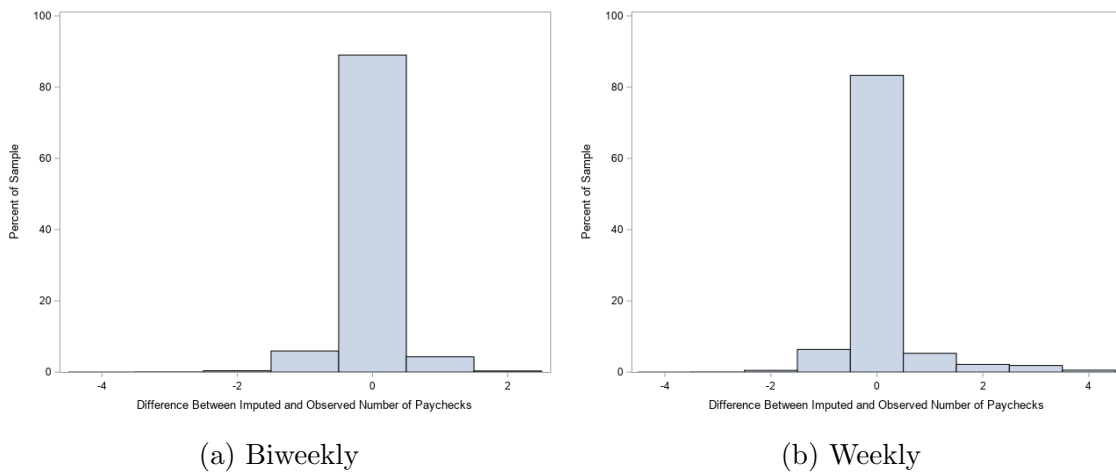 100
80
60
40
20
0
Percent of Sample
-4 -2 0 2
Difference Between Imputed and Observed Number of Paychecks
(a) Biweekly
100
80
60
40
20
0
Percent of Sample
-4 -2 0 2 4
Difference Between Imputed and Observed Number of Paychecks
(b) Weekly